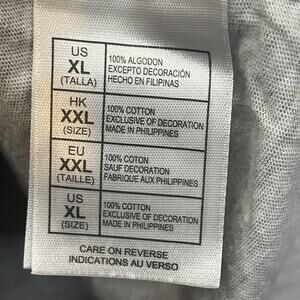 US
XL
(TALLA)
100% ALGODON
EXCEPTO DECORACIÓN
HECHO EN FILIPINAS
HK
XXL
(SIZE)
100% COTTON
EXCLUSIVE OF DECORATION
MADE IN PHILIPPINES
EU
XXL
(TAILLE)
100% COTON
SAUF DECORATION
FABRIQUE AUX PHILIPPINES
US
XL
(SIZE)
100% COTTON
EXCLUSIVE OF DECORATION
MADE IN PHILIPPINES
CARE ON REVERSE
INDICATIONS AU VERSO